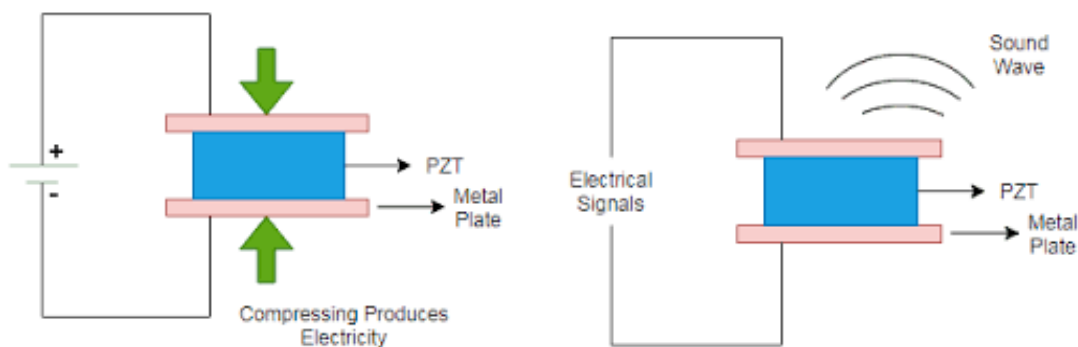 +
-
PZT
Metal
Plate
Compressing Produces
Electricity
Sound
Wave
Electrical
Signals
PZT
Metal
Plate